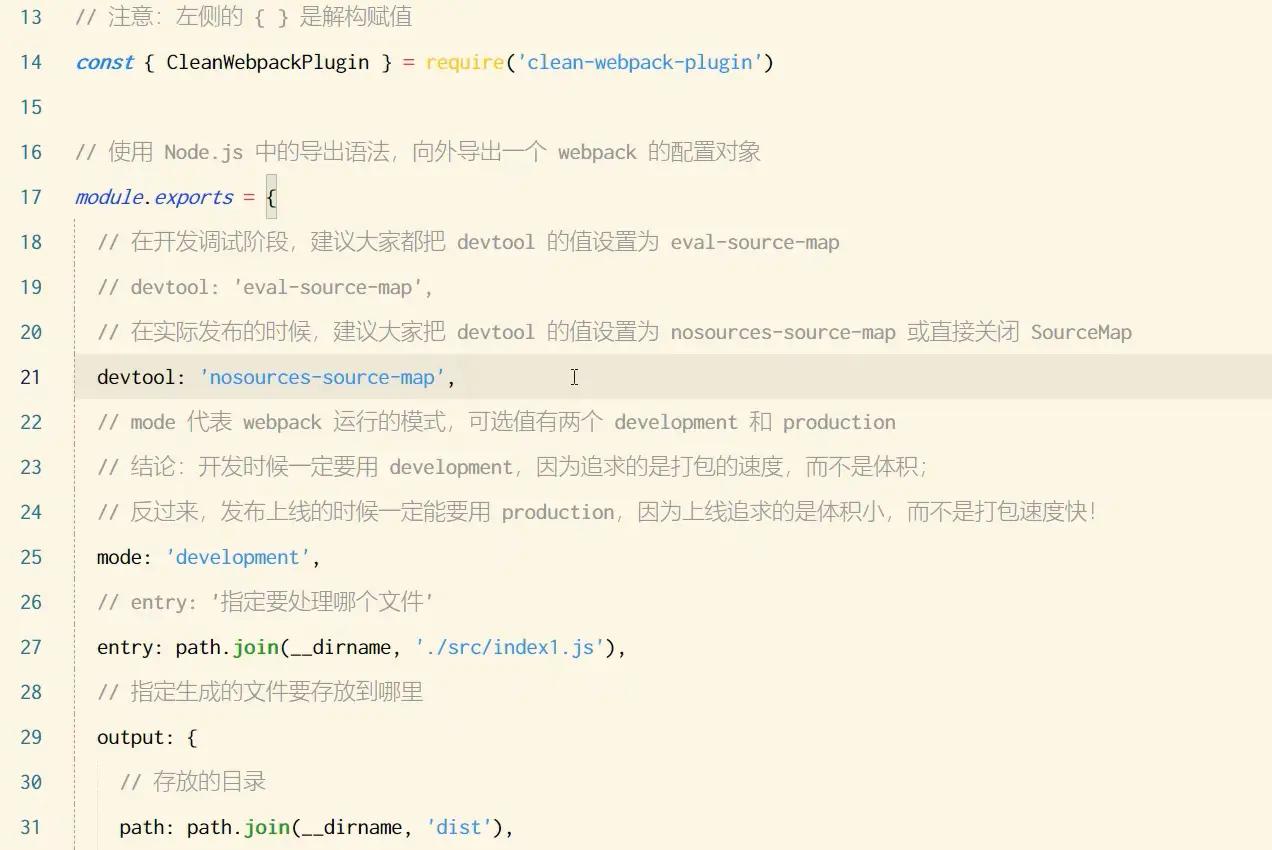 13 // 注意：左侧的 { } 是解构赋值
14 const { CleanWebpackPlugin } = require('clean-webpack-plugin')
15
16 // 使用 Node.js 中的导出语法，向外导出一个 webpack 的配置对象
17 module.exports = {
18 // 在开发调试阶段，建议大家都把 devtool 的值设置为 eval-source-map
19 // devtool: 'eval-source-map',
20 // 在实际发布的时候，建议大家把 devtool 的值设置为 nosources-source-map 或直接关闭 SourceMap
21 devtool: 'nosources-source-map',
22 // mode 代表 webpack 运行的模式，可选值有两个 development 和 production
23 // 结论：开发时候一定要用 development，因为追求的是打包的速度，而不是体积；
24 // 反过来，发布上线的时候一定能要用 production，因为上线追求的是体积小，而不是打包速度快！
25 mode: 'development',
26 // entry: '指定要处理哪个文件'
27 entry: path.join(__dirname, './src/index1.js'),
28 // 指定生成的文件要存放到哪里
29 output: {
30 // 存放的目录
31 path: path.join(__dirname, 'dist'),